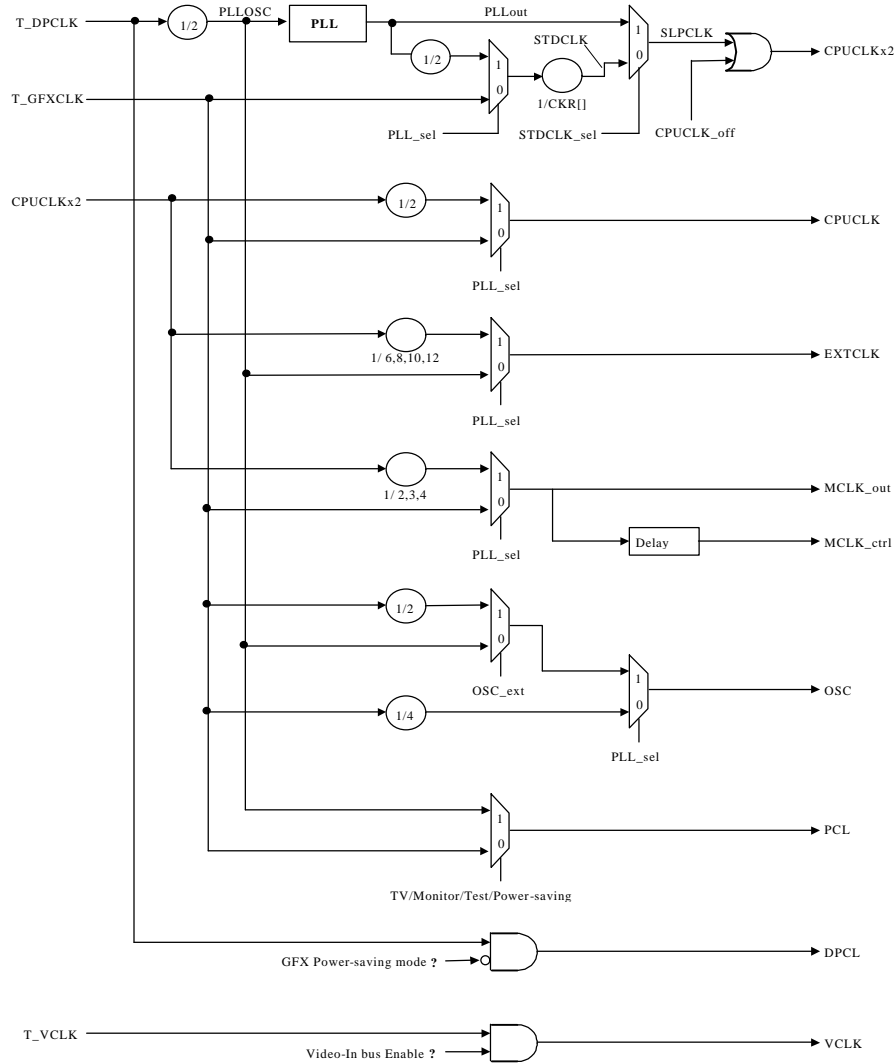 T_DPCLK
1/2
PLLOSC
PLL
PLLout
1/2
STDCLK
1
0
1
0
SLPCLK
CPUCLKx2
T_GFXCLK
1/CKR[]
PLL_sel
STDCLK_sel
CPUCLK_off
CPUCLKx2
1/2
1
0
CPUCLK
PLL_sel
1/ 6,8,10,12
1
0
EXTCLK
PLL_sel
1/ 2,3,4
1
0
MCLK_out
PLL_sel
Delay
MCLK_ctrl
1/2
1
0
OSC_ext
1/4
1
0
OSC
PLL_sel
1
0
PCL
TV/Monitor/Test/Power-saving
GFX Power-saving mode ?
DPCL
T_VCLK
Video-In bus Enable ?
VCLK